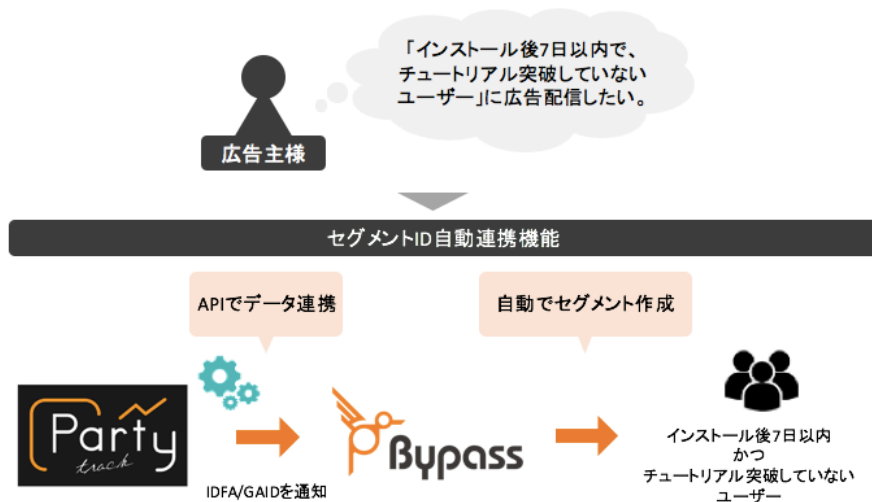 「インストール後7日以内で、
チュートリアル突破していない
ユーザー」に広告配信したい。
広告主様
セグメントID自動連携機能
APIでデータ連携
自動でセグメント作成
Party
track
IDFA/GAIDを通知
Bypass
インストール後7日以内
かつ
チュートリアル突破していない
ユーザー